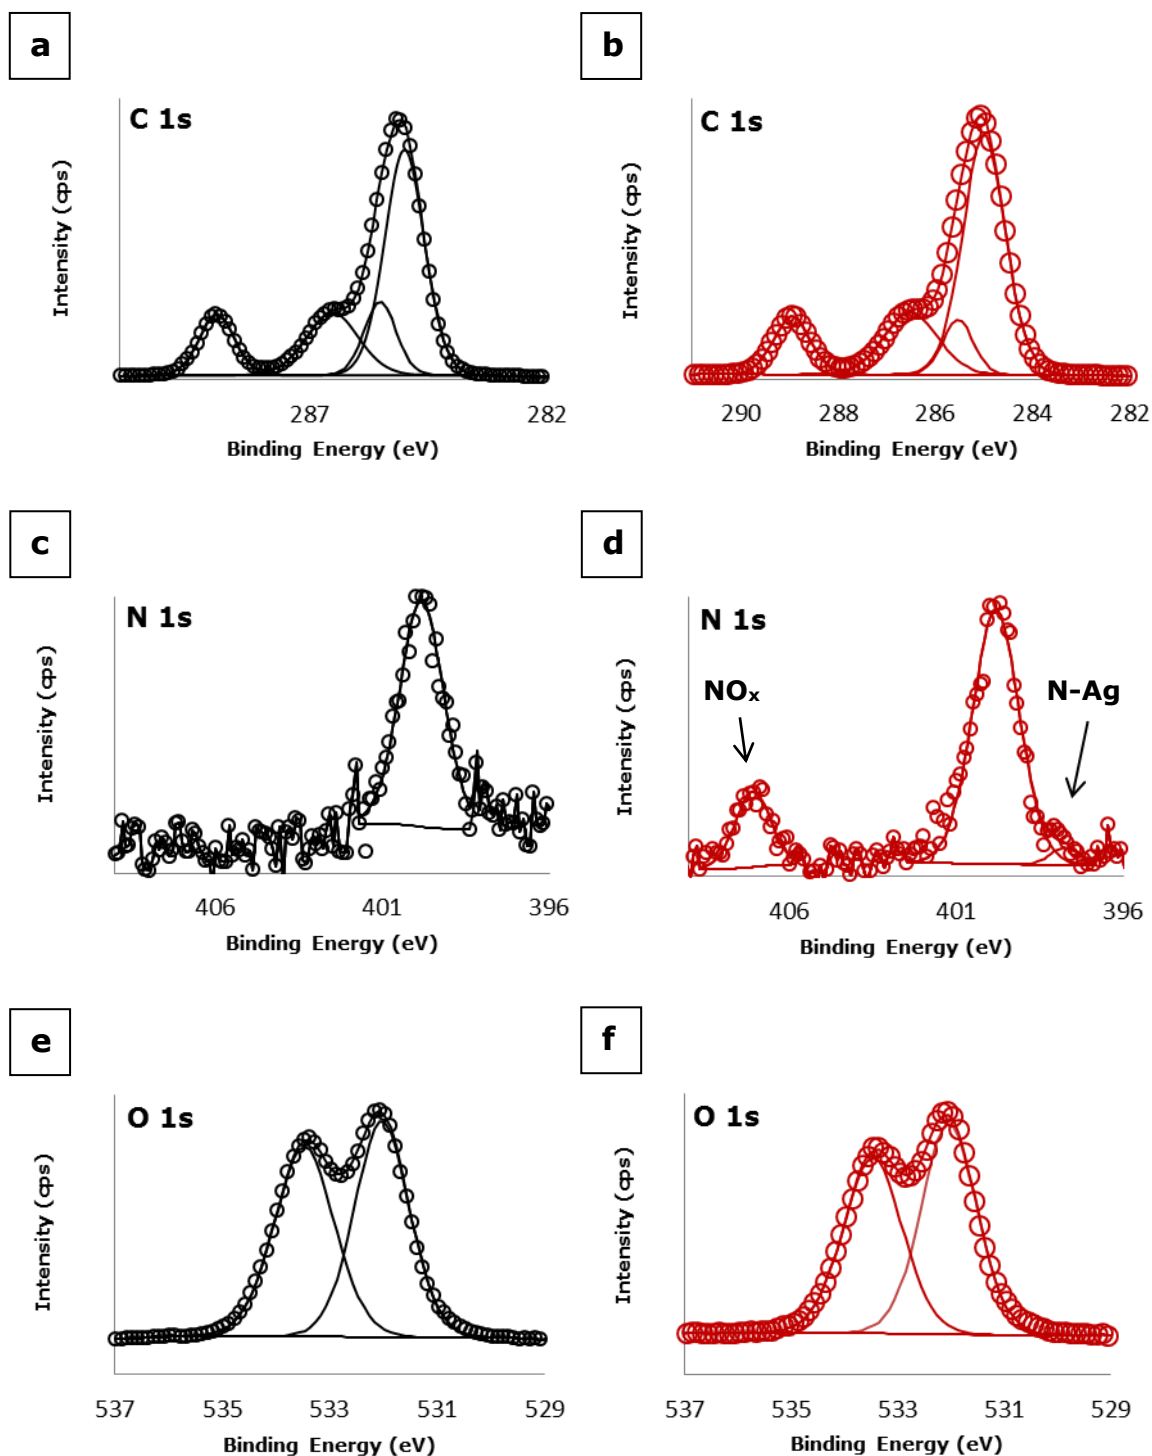 a
b
C 1s
C 1s
Intensity (cps)
Intensity (cps)
287
282
290
288
286
284
282
Binding Energy (eV)
Binding Energy (eV)
c
d
N 1s
N 1s
NOₓ
N-Ag
Intensity (cps)
Intensity (cps)
406
401
396
406
401
396
Binding Energy (eV)
Binding Energy (eV)
e
f
O 1s
O 1s
Intensity (cps)
Intensity (cps)
537
535
533
531
529
537
535
533
531
529
Binding Energy (eV)
Binding Energy (eV)